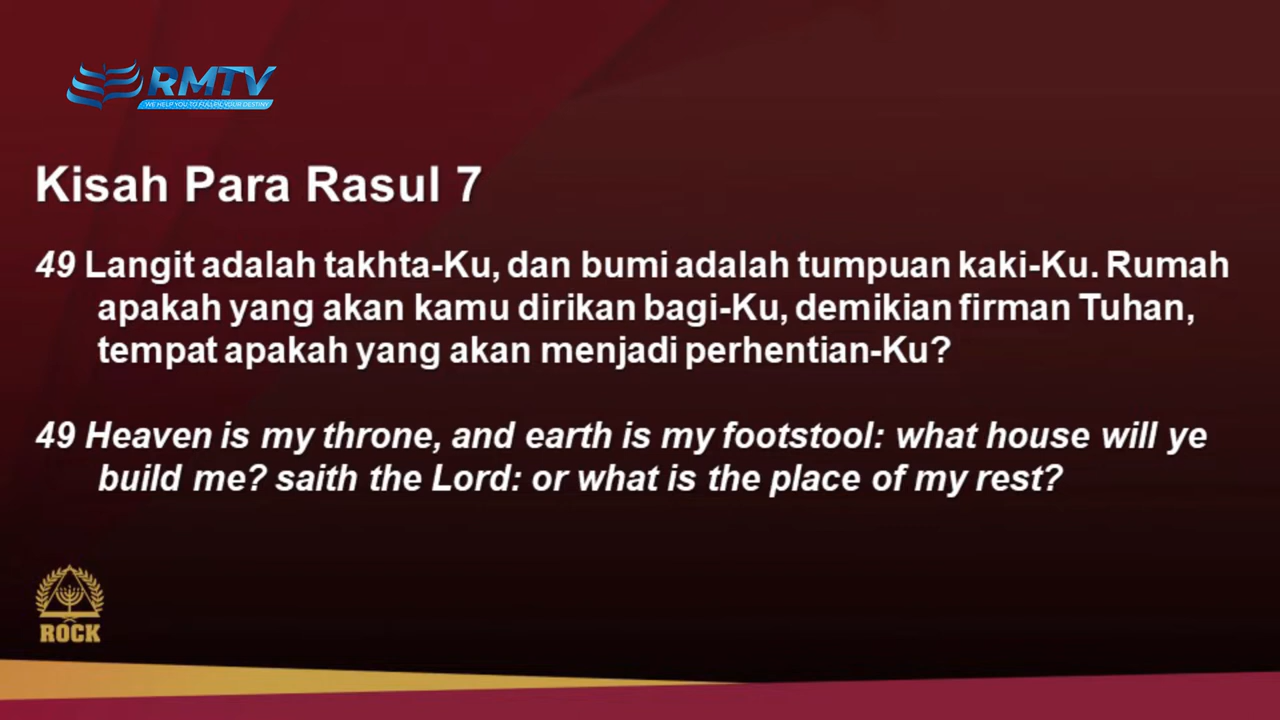 RMTV
WE HELP YOU TO FULFILL YOUR DESTINY
Kisah Para Rasul 7
49 Langit adalah takhta-Ku, dan bumi adalah tumpuan kaki-Ku. Rumah
apakah yang akan kamu dirikan bagi-Ku, demikian firman Tuhan,
tempat apakah yang akan menjadi perhentian-Ku?
49 Heaven is my throne, and earth is my footstool: what house will ye
build me? saith the Lord: or what is the place of my rest?
ROCK